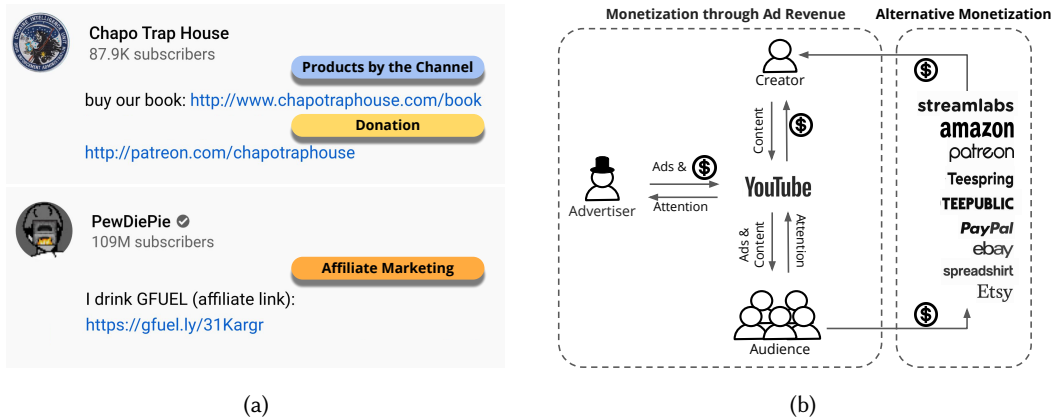 Chapo Trap House
87.9K subscribers
Products by the Channel
buy our book: http://www.chapotraphouse.com/book
Donation
http://patreon.com/chapotraphouse
PewDiePie
109M subscribers
Affiliate Marketing
I drink GFUEL (affiliate link):
https://gfuel.ly/31Kargr
(a)
Monetization through Ad Revenue
Alternative Monetization
Creator
$
Content
$
streamlabs
amazon
patreon
Teespring
TEEPUBLIC
PayPal
ebay
spreadshirt
Etsy
Ads & $
Attention
Advertiser
YouTube
Ads &
Content
Attention
$
Audience
(b)